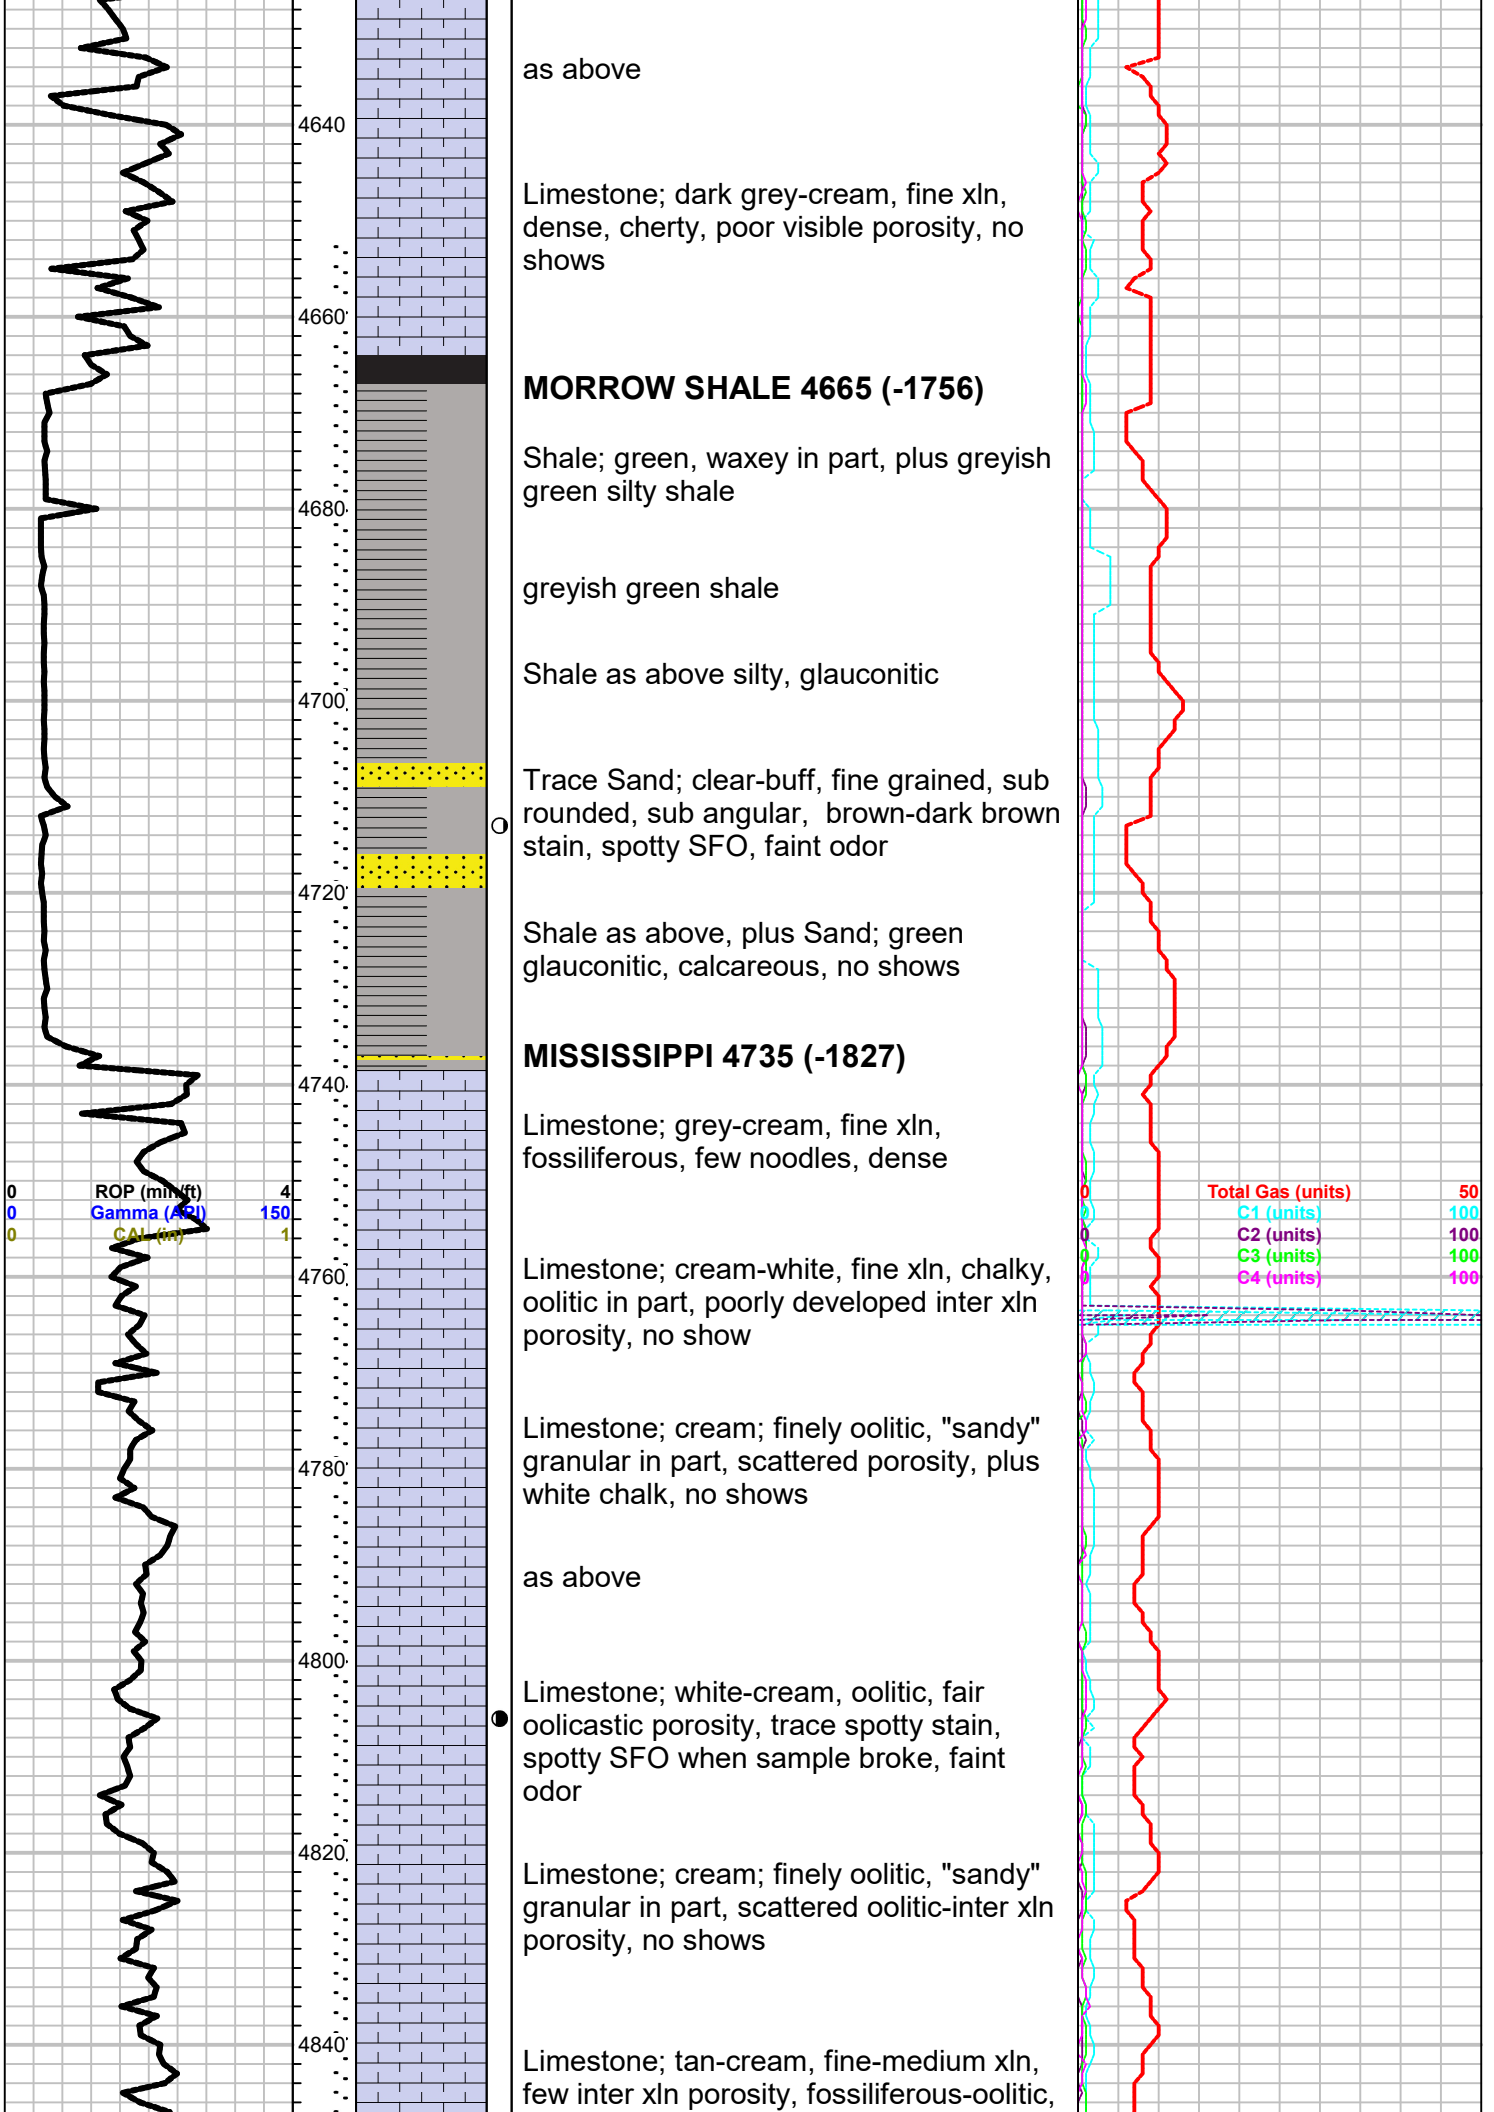 as above
4640
Limestone; dark grey-cream, fine xln,
dense, cherty, poor visible porosity, no
shows
4660
MORROW SHALE 4665 (-1756)
Shale; green, waxey in part, plus greyish
green silty shale
4680
greyish green shale
Shale as above silty, glauconitic
4700
Trace Sand; clear-buff, fine grained, sub
rounded, sub angular,  brown-dark brown
stain, spotty SFO, faint odor
4720
Shale as above, plus Sand; green
glauconitic, calcareous, no shows
MISSISSIPPI 4735 (-1827)
4740
Limestone; grey-cream, fine xln,
fossiliferous, few noodles, dense
0 ROP (min/ft) 4
0 Gamma (API) 150
0 CAL (in) 1
0 Total Gas (units) 50
0 C1 (units) 100
0 C2 (units) 100
0 C3 (units) 100
0 C4 (units) 100
4760
Limestone; cream-white, fine xln, chalky,
oolitic in part, poorly developed inter xln
porosity, no show
Limestone; cream; finely oolitic, "sandy"
granular in part, scattered porosity, plus
white chalk, no shows
4780
as above
4800
Limestone; white-cream, oolitic, fair
oolicastic porosity, trace spotty stain,
spotty SFO when sample broke, faint
odor
4820
Limestone; cream; finely oolitic, "sandy"
granular in part, scattered oolitic-inter xln
porosity, no shows
4840
Limestone; tan-cream, fine-medium xln,
few inter xln porosity, fossiliferous-oolitic,